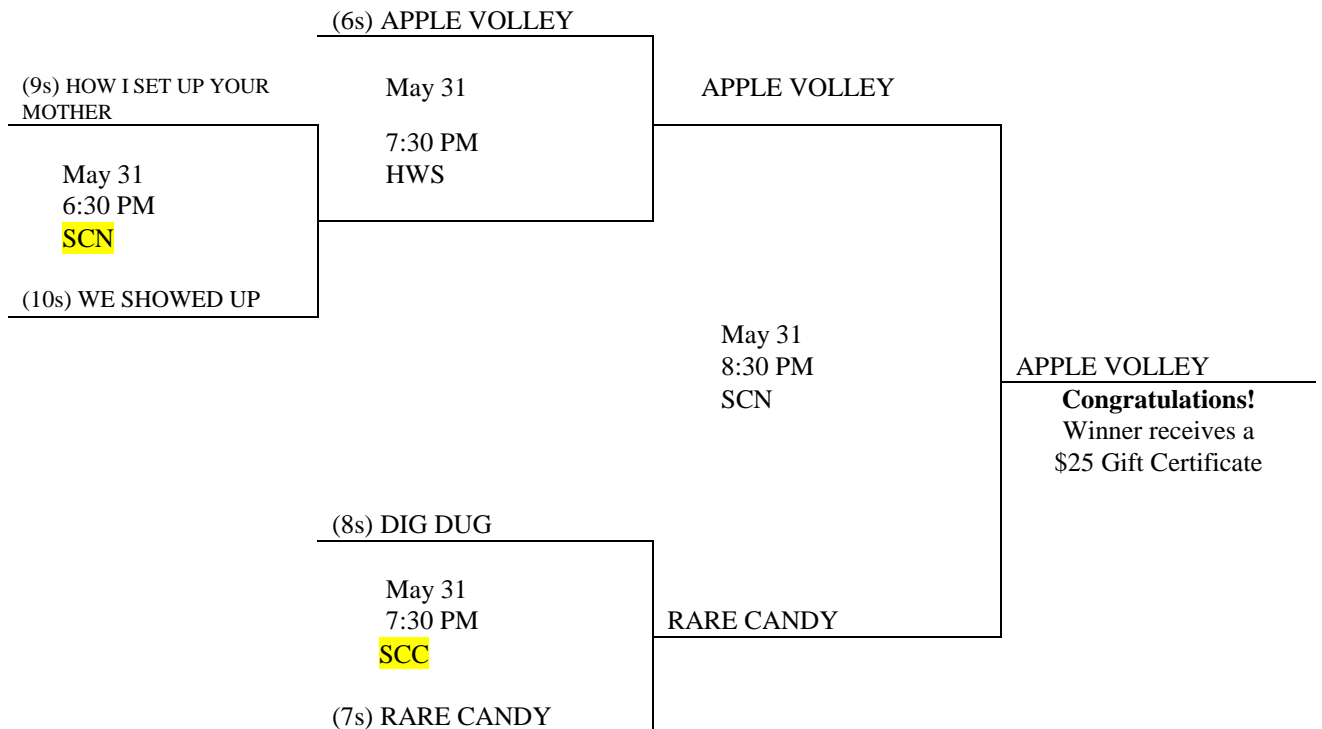 (6s) APPLE VOLLEY
(9s) HOW I SET UP YOUR
MOTHER
May 31
APPLE VOLLEY
7:30 PM
HWS
May 31
6:30 PM
SCN
(10s) WE SHOWED UP
May 31
8:30 PM
SCN
APPLE VOLLEY
Congratulations!
Winner receives a
$25 Gift Certificate
(8s) DIG DUG
May 31
7:30 PM
SCC
RARE CANDY
(7s) RARE CANDY